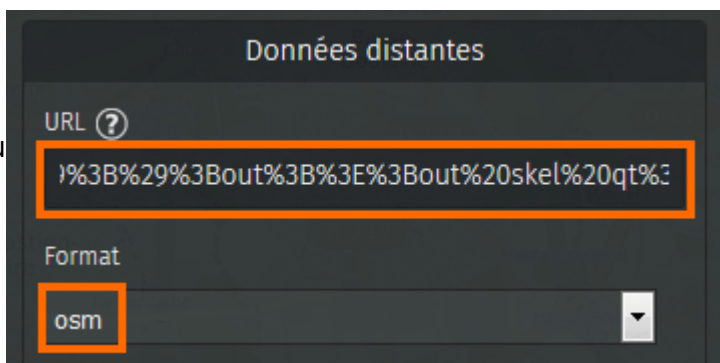 Données distantes
URL ?
)%3B%29%3Bout%3B%3E%3Bout%20skel%20qt%3
Format
osm